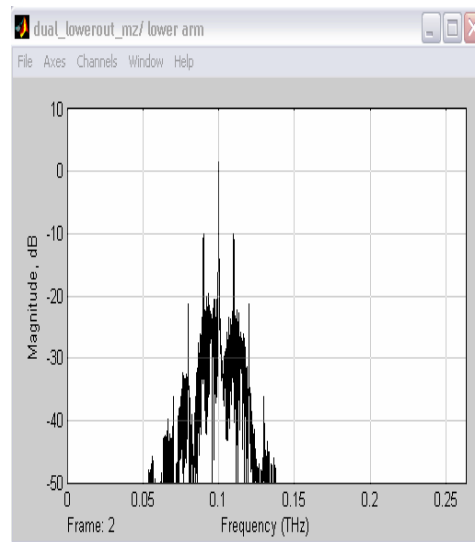 dual_lowerout_mz/ lower arm
File Axes Channels Window Help
10
0
-10
-20
-30
-40
-50
Magnitude, dB
0 0.05 0.1 0.15 0.2 0.25
Frame: 2 Frequency (THz)